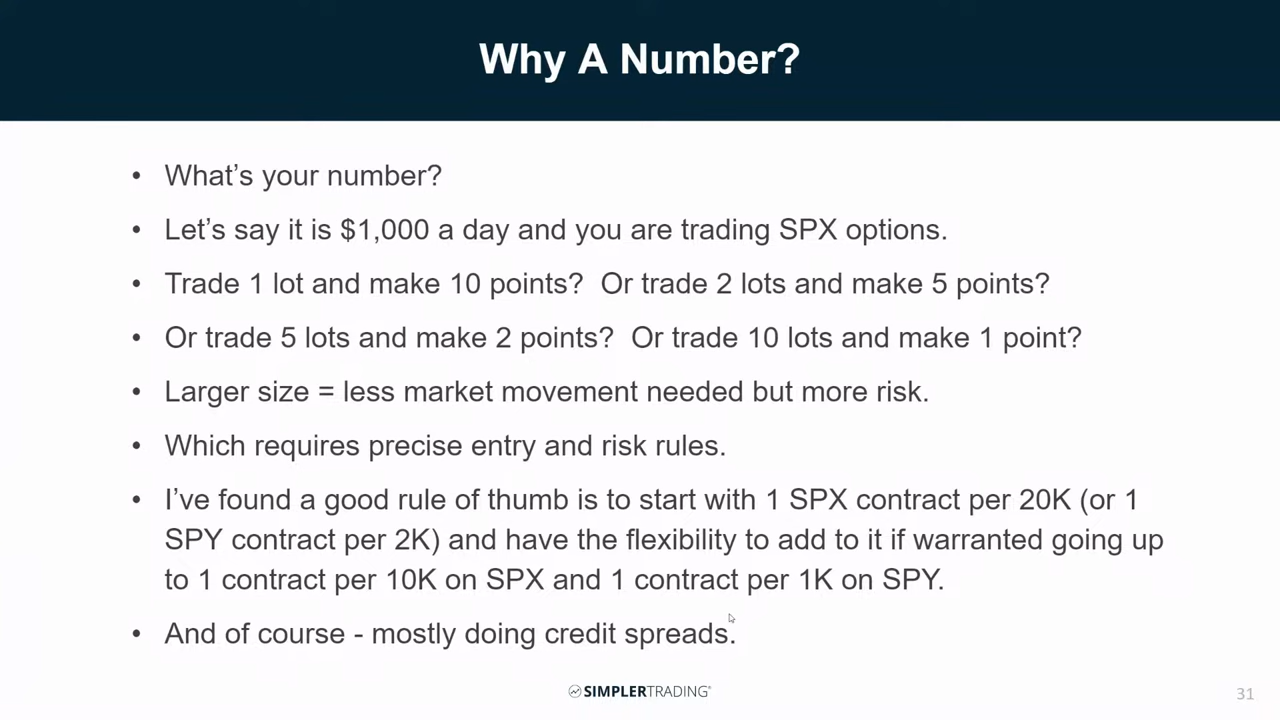 Why A Number?
• What’s your number?
• Let’s say it is $1,000 a day and you are trading SPX options.
• Trade 1 lot and make 10 points?  Or trade 2 lots and make 5 points?
• Or trade 5 lots and make 2 points?  Or trade 10 lots and make 1 point?
• Larger size = less market movement needed but more risk.
• Which requires precise entry and risk rules.
• I’ve found a good rule of thumb is to start with 1 SPX contract per 20K (or 1
SPY contract per 2K) and have the flexibility to add to it if warranted going up
to 1 contract per 10K on SPX and 1 contract per 1K on SPY.
• And of course - mostly doing credit spreads.
SIMPLERTRADING®
31